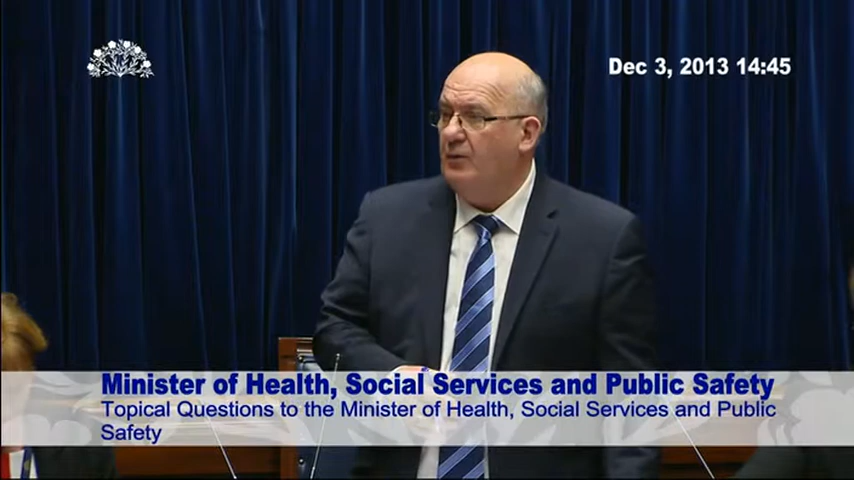 Dec 3, 2013 14:45
Minister of Health, Social Services and Public Safety
Topical Questions to the Minister of Health, Social Services and Public
Safety